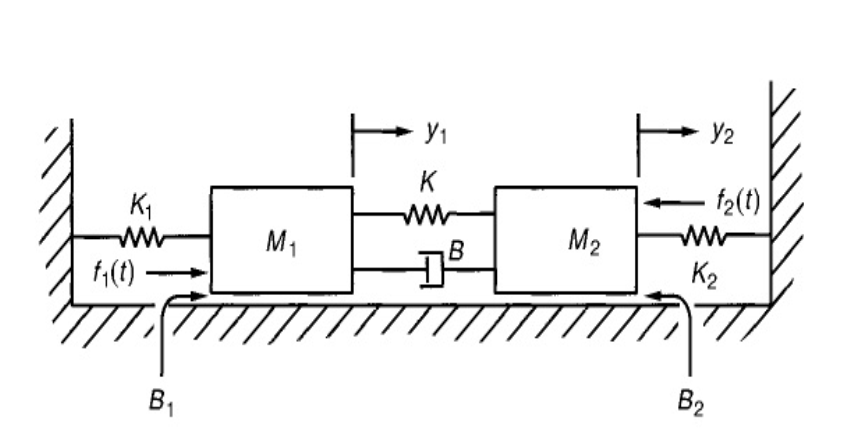 y₁
y₂
K
K₁
f₂(t)
M₁
M₂
B
f₁(t)
K₂
B₁
B₂